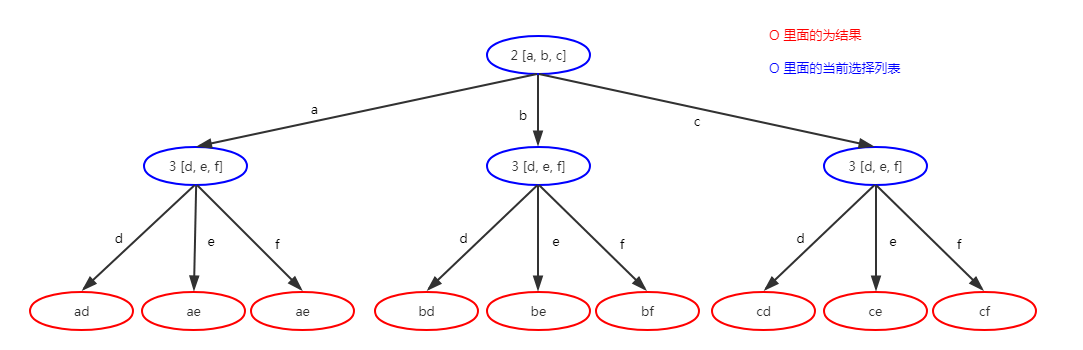 O 里面的为结果
2 [a, b, c]
O 里面的当前选择列表
a
b
c
3 [d, e, f]
3 [d, e, f]
3 [d, e, f]
d
e
f
d
e
f
d
e
f
ad
ae
ae
bd
be
bf
cd
ce
cf